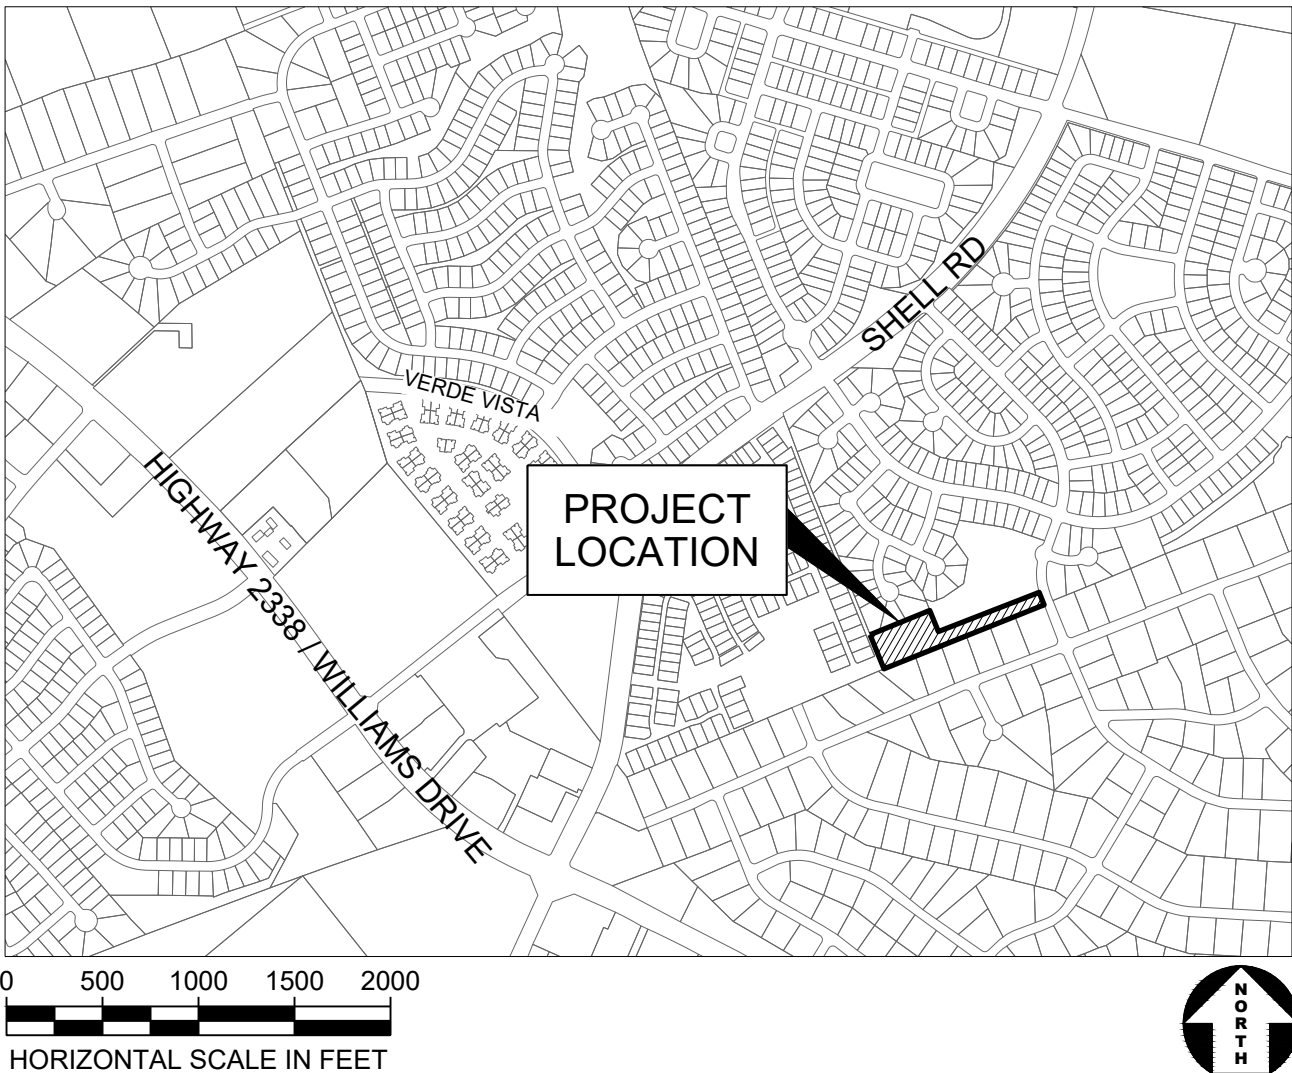 SHELL RD
VERDE VISTA
HIGHWAY 2338 / WILLIAMS DRIVE
PROJECT
LOCATION
0 500 1000 1500 2000
HORIZONTAL SCALE IN FEET
NORTH